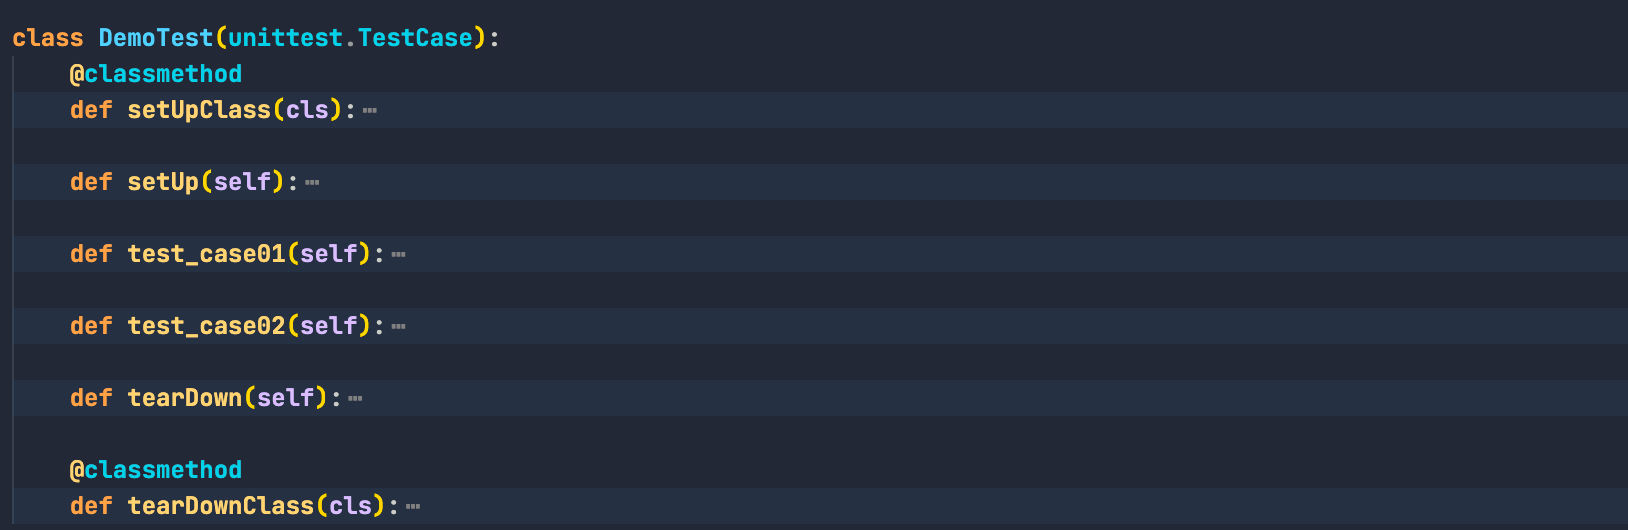 class DemoTest(unittest.TestCase):
    @classmethod
    def setUpClass(cls):⋯
    def setUp(self):⋯
    def test_case01(self):⋯
    def test_case02(self):⋯
    def tearDown(self):⋯
    @classmethod
    def tearDownClass(cls):⋯